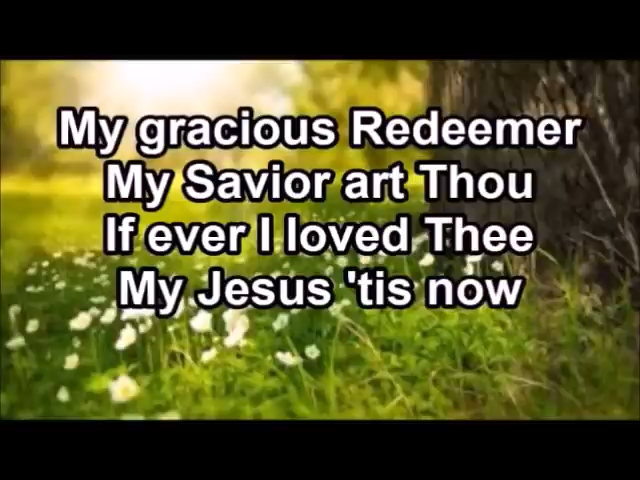 My gracious Redeemer
My Savior art Thou
If ever I loved Thee
My Jesus 'tis now